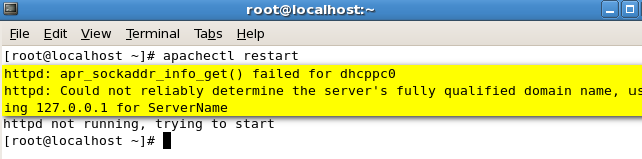 root@localhost:~
File Edit View Terminal Tabs Help
[root@localhost ~]# apachectl restart
httpd: apr_sockaddr_info_get() failed for dhcppc0
httpd: Could not reliably determine the server's fully qualified domain name, us
ing 127.0.0.1 for ServerName
httpd not running, trying to start
[root@localhost ~]#